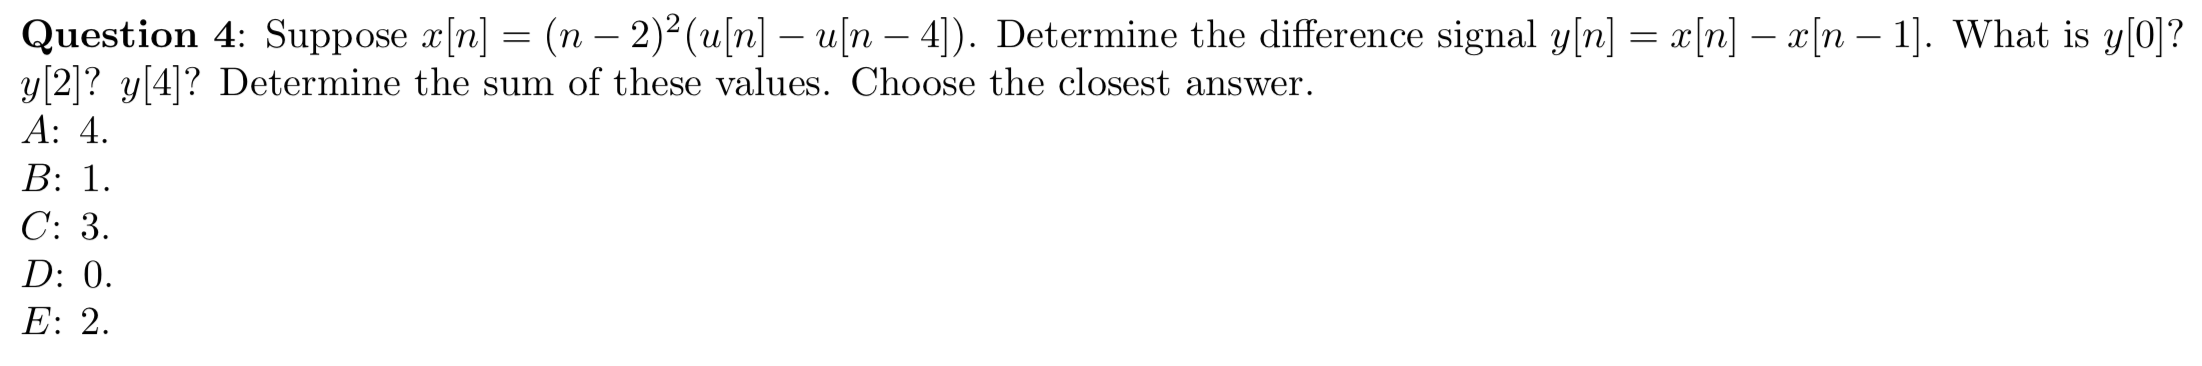 Question 4: Suppose x[n] = (n − 2)²(u[n] − u[n − 4]). Determine the difference signal y[n] = x[n] − x[n − 1]. What is y[0]?
y[2]? y[4]? Determine the sum of these values. Choose the closest answer.
A: 4.
B: 1.
C: 3.
D: 0.
E: 2.